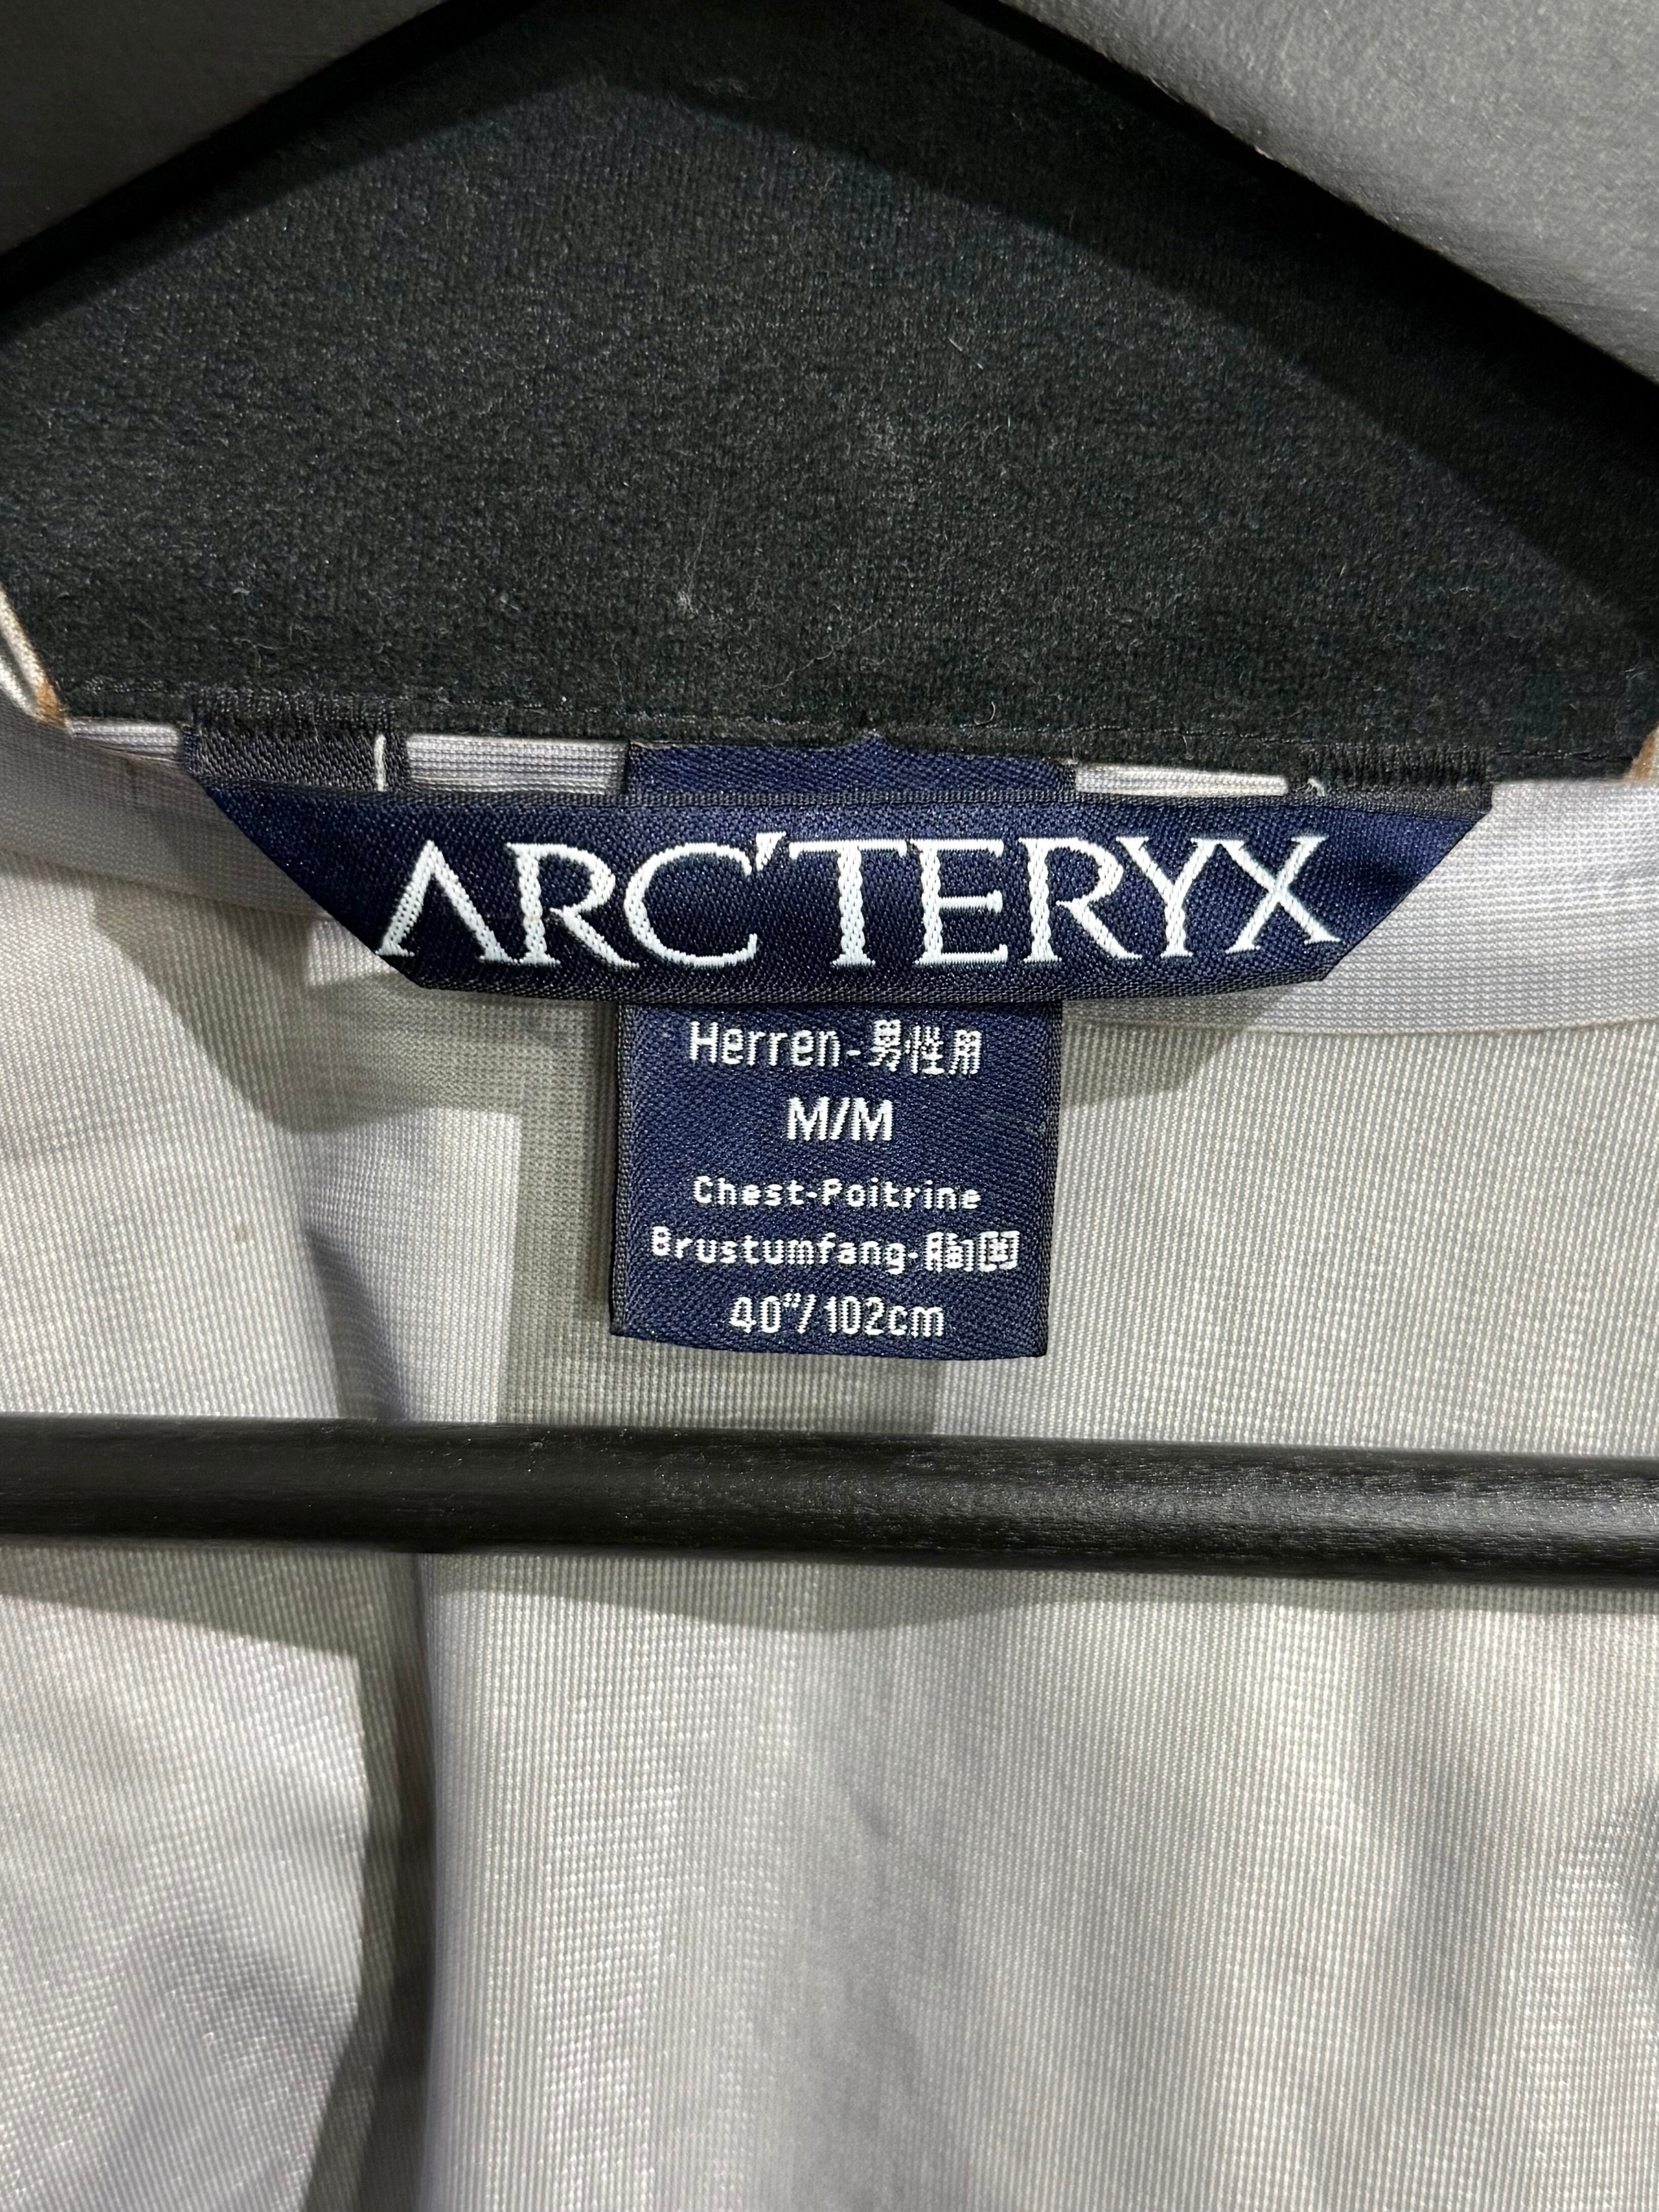 ARC'TERYX
Herren-男性用
M/M
Chest-Poitrine
Brustumfang-胸囲
40"/102cm